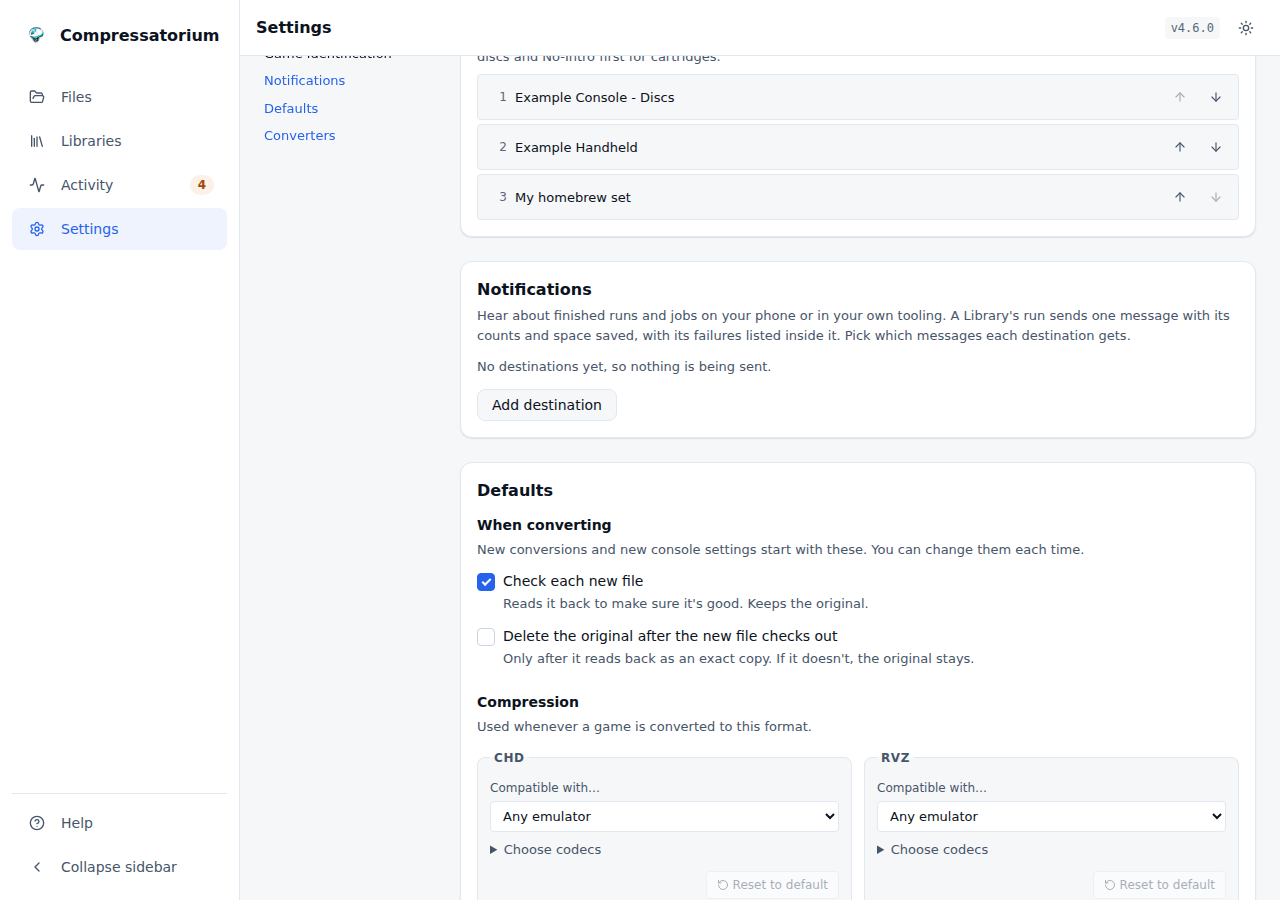 Compressatorium
Settings
v4.6.0
Files
Libraries
Activity
4
Settings
Help
Collapse sidebar
Game identification
Notifications
Defaults
Converters
discs and No-Intro first for cartridges.
1 Example Console - Discs
2 Example Handheld
3 My homebrew set
Notifications
Hear about finished runs and jobs on your phone or in your own tooling. A Library's run sends one message with its
counts and space saved, with its failures listed inside it. Pick which messages each destination gets.
No destinations yet, so nothing is being sent.
Add destination
Defaults
When converting
New conversions and new console settings start with these. You can change them each time.
Check each new file
Reads it back to make sure it's good. Keeps the original.
Delete the original after the new file checks out
Only after it reads back as an exact copy. If it doesn't, the original stays.
Compression
Used whenever a game is converted to this format.
CHD
Compatible with…
Any emulator
Choose codecs
Reset to default
RVZ
Compatible with…
Any emulator
Choose codecs
Reset to default